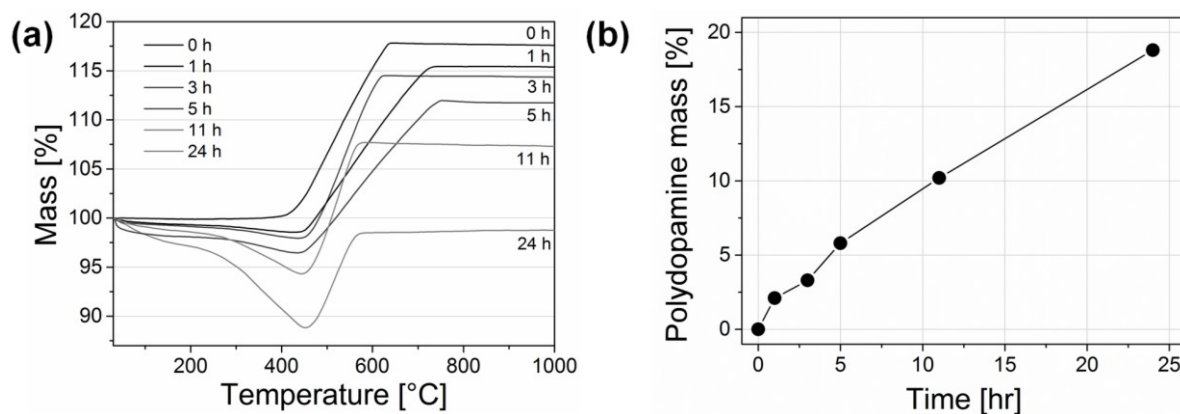 (a)
120
115
110
105
100
95
90
Mass [%]
0 h
1 h
3 h
5 h
11 h
24 h
0 h
1 h
3 h
5 h
11 h
24 h
200
400
600
800
1000
Temperature [°C]
(b)
20
15
10
5
0
Polydopamine mass [%]
0
5
10
15
20
25
Time [hr]